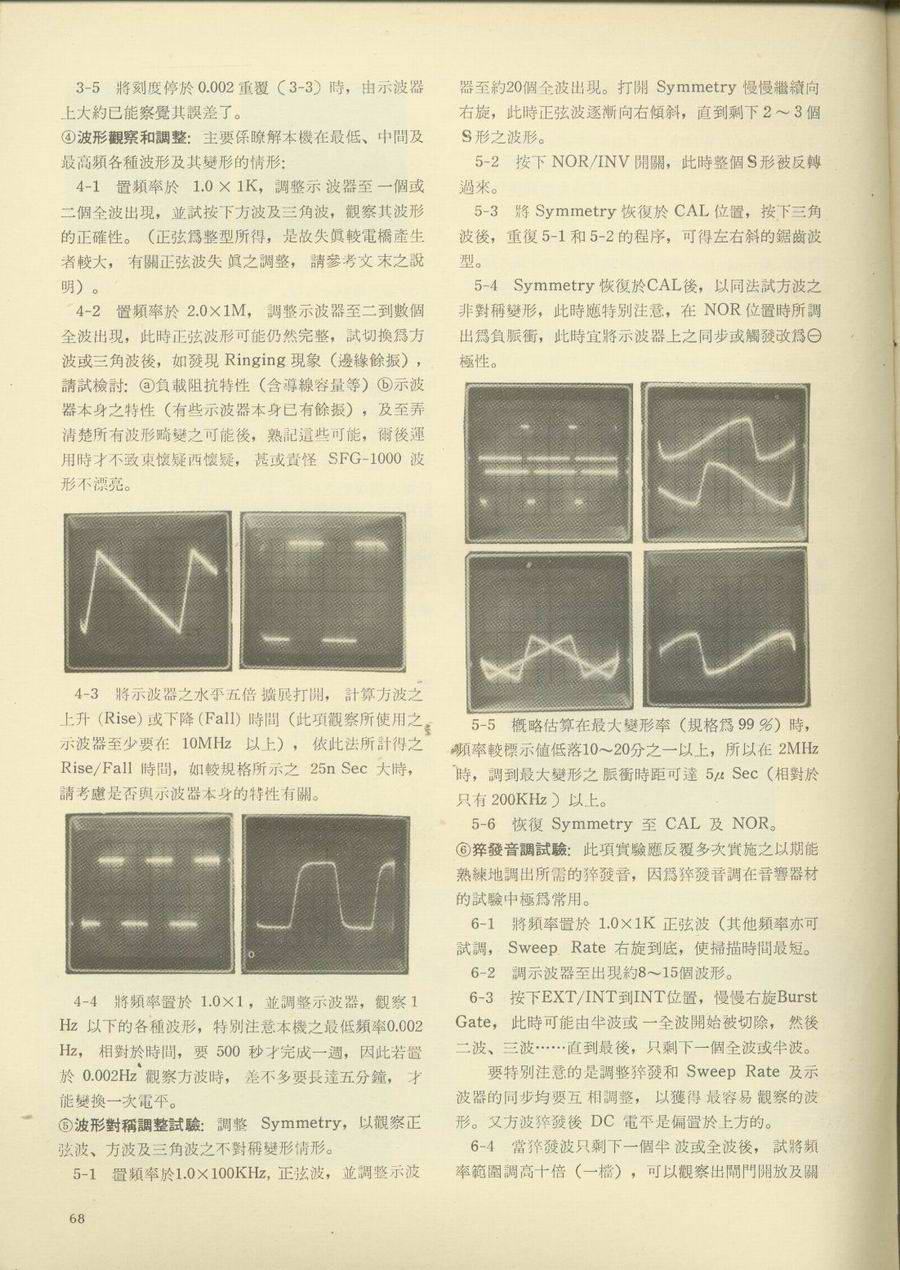 3-5 將刻度停於 0.002 重覆（3-3）時，由示波器
上大約已能察覺其誤差了。
④波形觀察和調整：主要係瞭解本機在最低、中間及
最高頻各種波形及其變形的情形：
4-1 置頻率於 1.0 × 1K，調整示波器至一個或
二個全波出現，並試按下方波及三角波，觀察其波形
的正確性。（正弦爲整型所得，是故失眞較電橋產生
者較大，有關正弦波失眞之調整，請參考文末之說
明）。
4-2 置頻率於 2.0×1M，調整示波器至二到數個
全波出現，此時正弦波形可能仍然完整，試切換爲方
波或三角波後，如發現 Ringing 現象（邊緣餘振），
請試檢討：ⓐ負載阻抗特性（含導線容量等）ⓑ示波
器本身之特性（有些示波器本身已有餘振），及至弄
清楚所有波形畸變之可能後，熟記這些可能，爾後運
用時才不致東懷疑西懷疑，甚或責怪 SFG-1000 波
形不漂亮。
4-3 將示波器之水平五倍擴展打開，計算方波之
上升 (Rise) 或下降 (Fall) 時間（此項觀察所使用之
示波器至少要在 10MHz 以上），依此法所計得之
Rise/Fall 時間，如較規格所示之 25n Sec 大時，
請考慮是否與示波器本身的特性有關。
4-4 將頻率置於 1.0×1，並調整示波器，觀察 1
Hz 以下的各種波形，特別注意本機之最低頻率0.002
Hz，相對於時間，要 500 秒才完成一週，因此若置
於 0.002Hz 觀察方波時，差不多要長達五分鐘，才
能變換一次電平。
⑤波形對稱調整試驗：調整 Symmetry，以觀察正
弦波、方波及三角波之不對稱變形情形。
5-1 置頻率於1.0×100KHz，正弦波，並調整示波
68
器至約20個全波出現。打開 Symmetry 慢慢繼續向
右旋，此時正弦波逐漸向右傾斜，直到剩下 2 ～ 3 個
S 形之波形。
5-2 按下 NOR/INV 開關，此時整個 S 形被反轉
過來。
5-3 將 Symmetry 恢復於 CAL 位置，按下三角
波後，重復 5-1 和 5-2 的程序，可得左右斜的鋸齒波
型。
5-4 Symmetry 恢復於CAL後，以同法試方波之
非對稱變形，此時應特別注意，在 NOR 位置時所調
出爲負脈衝，此時宜將示波器上之同步或觸發改爲⊖
極性。
5-5 概略估算在最大變形率（規格爲 99 %）時，
頻率較標示値低落10～20分之一以上，所以在 2MHz
時，調到最大變形之脈衝時距可達 5μ Sec（相對於
只有 200KHz ）以上。
5-6 恢復 Symmetry 至 CAL 及 NOR。
⑥猝發音調試驗：此項實驗應反覆多次實施之以期能
熟練地調出所需的猝發音，因爲猝發音調在音響器材
的試驗中極爲常用。
6-1 將頻率置於 1.0×1K 正弦波（其他頻率亦可
試調，Sweep Rate 右旋到底，使掃描時間最短。
6-2 調示波器至出現約8～15個波形。
6-3 按下EXT/INT到INT位置，慢慢右旋Burst
Gate，此時可能由半波或一全波開始被切除，然後
二波、三波……直到最後，只剩下一個全波或半波。
要特別注意的是調整猝發和 Sweep Rate 及示
波器的同步均要互相調整，以獲得最容易觀察的波
形。又方波猝發後 DC 電平是偏置於上方的。
6-4 當猝發波只剩下一個半波或全波後，試將頻
率範圍調高十倍（一檔），可以觀察出閘門開放及關